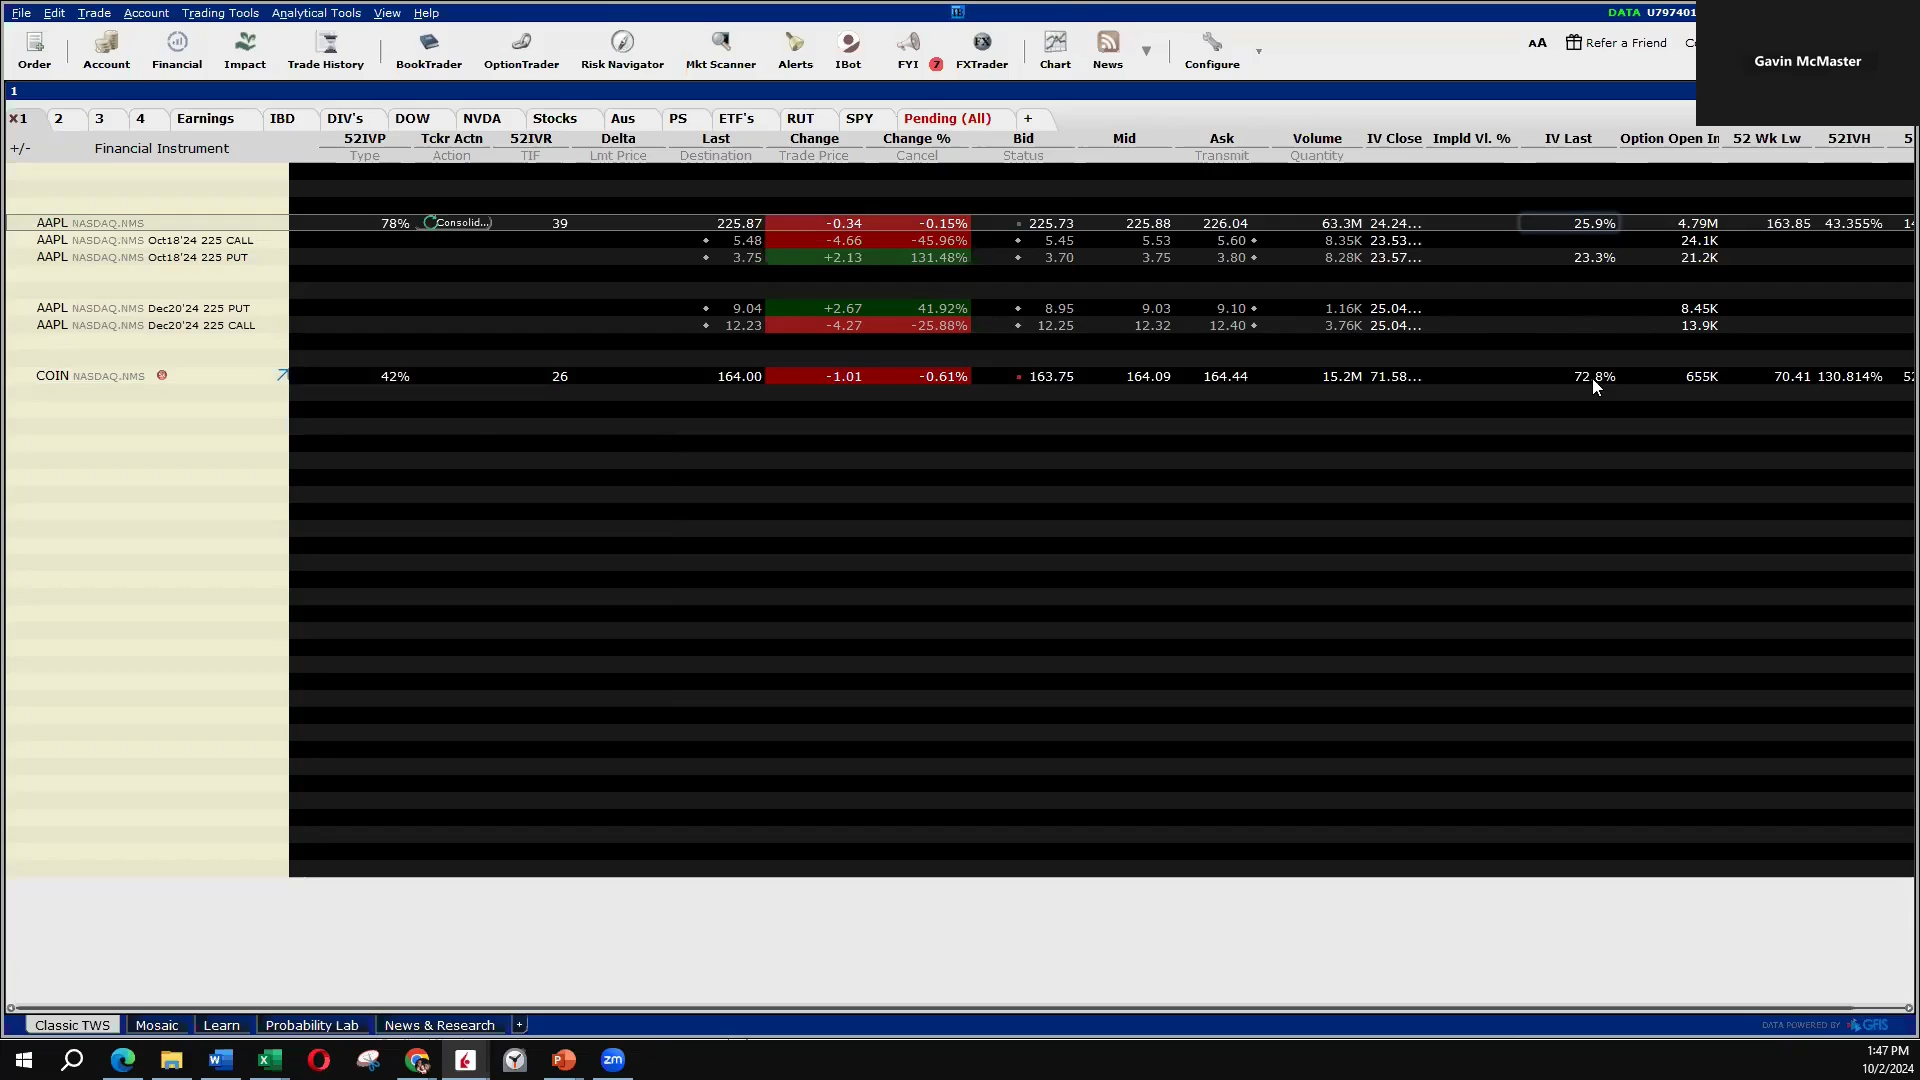 File Edit Trade Account Trading Tools Analytical Tools View Help
DATA U797401
Order Account Financial Impact Trade History BookTrader OptionTrader Risk Navigator Mkt Scanner Alerts IBot FYI 7 FXTrader Chart News Configure
AA Refer a Friend
Gavin McMaster
1
1 2 3 4 Earnings IBD DIV's DOW NVDA Stocks Aus PS ETF's RUT SPY Pending (All) +
+/- Financial Instrument
52IVP Tckr Actn 52IVR Delta Last Change Change % Bid Mid Ask Volume IV Close Impld Vl. % IV Last Option Open In 52 Wk Lw 52IVH 5
Type Action TIF Lmt Price Destination Trade Price Cancel Status Transmit Quantity
AAPL NASDAQ.NMS 78% Consolid... 39 225.87 -0.34 -0.15% 225.73 225.88 226.04 63.3M 24.24... 25.9% 4.79M 163.85 43.355% 14
AAPL NASDAQ.NMS Oct18'24 225 CALL 5.48 -4.66 -45.96% 5.45 5.53 5.60 8.35K 23.53... 24.1K
AAPL NASDAQ.NMS Oct18'24 225 PUT 3.75 +2.13 131.48% 3.70 3.75 3.80 8.28K 23.57... 23.3% 21.2K
AAPL NASDAQ.NMS Dec20'24 225 PUT 9.04 +2.67 41.92% 8.95 9.03 9.10 1.16K 25.04... 8.45K
AAPL NASDAQ.NMS Dec20'24 225 CALL 12.23 -4.27 -25.88% 12.25 12.32 12.40 3.76K 25.04... 13.9K
COIN NASDAQ.NMS 42% 26 164.00 -1.01 -0.61% 163.75 164.09 164.44 15.2M 71.58... 72.8% 655K 70.41 130.814% 52
Classic TWS Mosaic Learn Probability Lab News & Research +
DATA POWERED BY GFIS
zm
1:47 PM
10/2/2024